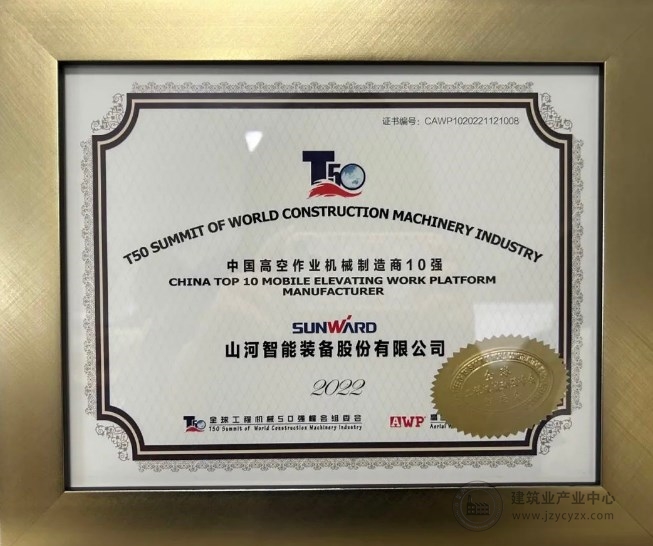 证书编号：CAWP1020221121008
T50
T50 SUMMIT OF WORLD CONSTRUCTION MACHINERY INDUSTRY
中国高空作业机械制造商10强
CHINA TOP 10 MOBILE ELEVATING WORK PLATFORM
MANUFACTURER
SUNWARD
山河智能装备股份有限公司
2022
T50 全球工程机械50强峰会组委会
T50 Summit of World Construction Machinery Industry
AWP
Aerial
建筑业产业中心
www.jzycyzx.com